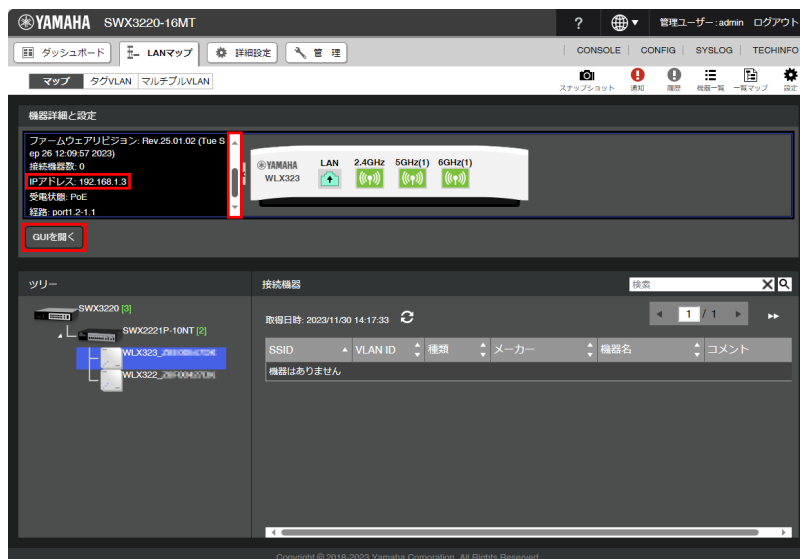 YAMAHA SWX3220-16MT
? 管理ユーザー:admin ログアウト
ダッシュボード LANマップ 詳細設定 管 理
CONSOLE CONFIG SYSLOG TECHINFO
マップ タグVLAN マルチプルVLAN
スナップショット 通知 履歴 機器一覧 一覧マップ 設定
機器詳細と設定
ファームウェアリビジョン: Rev.25.01.02 (Tue S
ep 26 12:09:57 2023)
接続機器数: 0
IPアドレス: 192.168.1.3
受電状態: PoE
経路: port1.2-1.1
YAMAHA
WLX323
LAN 2.4GHz 5GHz(1) 6GHz(1)
GUIを開く
ツリー
SWX3220 [3]
SWX2221P-10NT [2]
WLX323_
WLX322_
接続機器
検索
取得日時: 2023/11/30 14:17:33
1 / 1
SSID VLAN ID 種類 メーカー 機器名 コメント
機器はありません
Copyright © 2018-2023 Yamaha Corporation. All Rights Reserved.